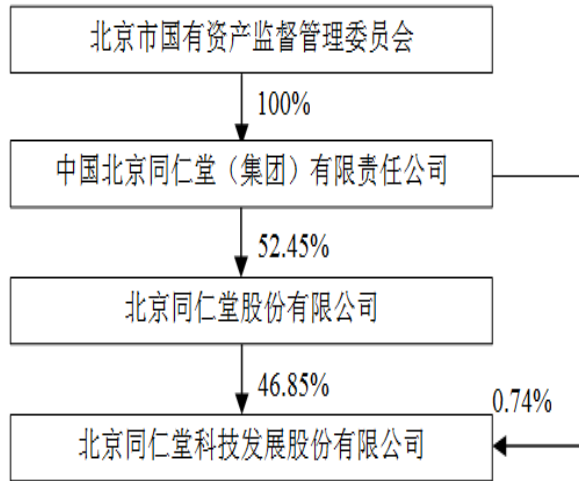 北京市国有资产监督管理委员会
100%
中国北京同仁堂（集团）有限责任公司
52.45%
北京同仁堂股份有限公司
46.85%
0.74%
北京同仁堂科技发展股份有限公司